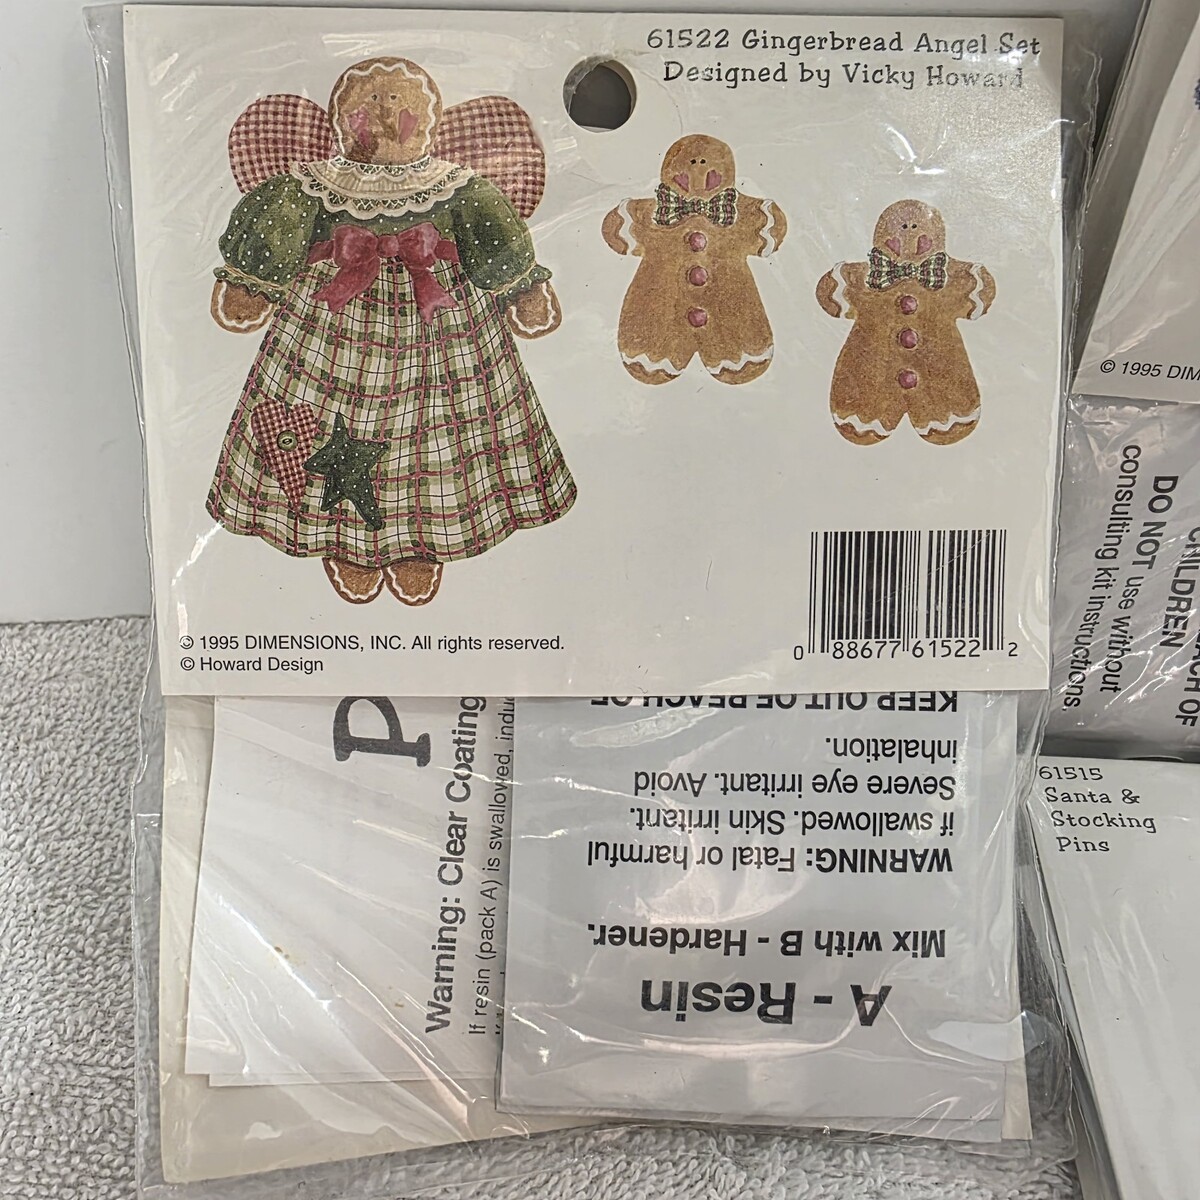 61522 Gingerbread Angel Set
Designed by Vicky Howard
© 1995 DIMENSIONS, INC. All rights reserved.
© Howard Design
0 88677 61522 2
P
Warning: Clear Coating
If resin (pack A) is swallowed, indu
A - Resin
Mix with B - Hardener.
WARNING: Fatal or harmful
if swallowed. Skin irritant.
Severe eye irritant. Avoid
inhalation.
KEEP OUT OF REACH OF
© 1995 DIM
ACH OF
CHILDREN
DO NOT use without
consulting kit instructions.
61515
Santa &
Stocking
Pins